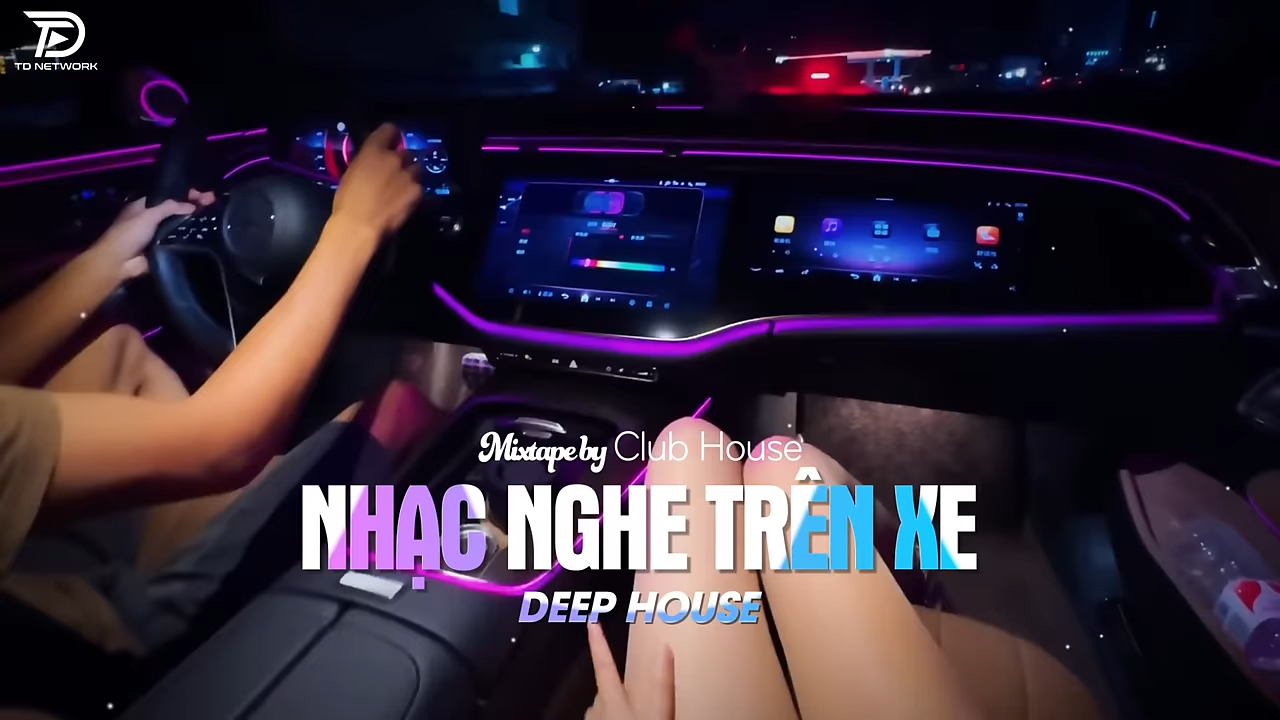 TD NETWORK
Mixtape by Club House
NHẠC NGHE TRÊN XE
DEEP HOUSE